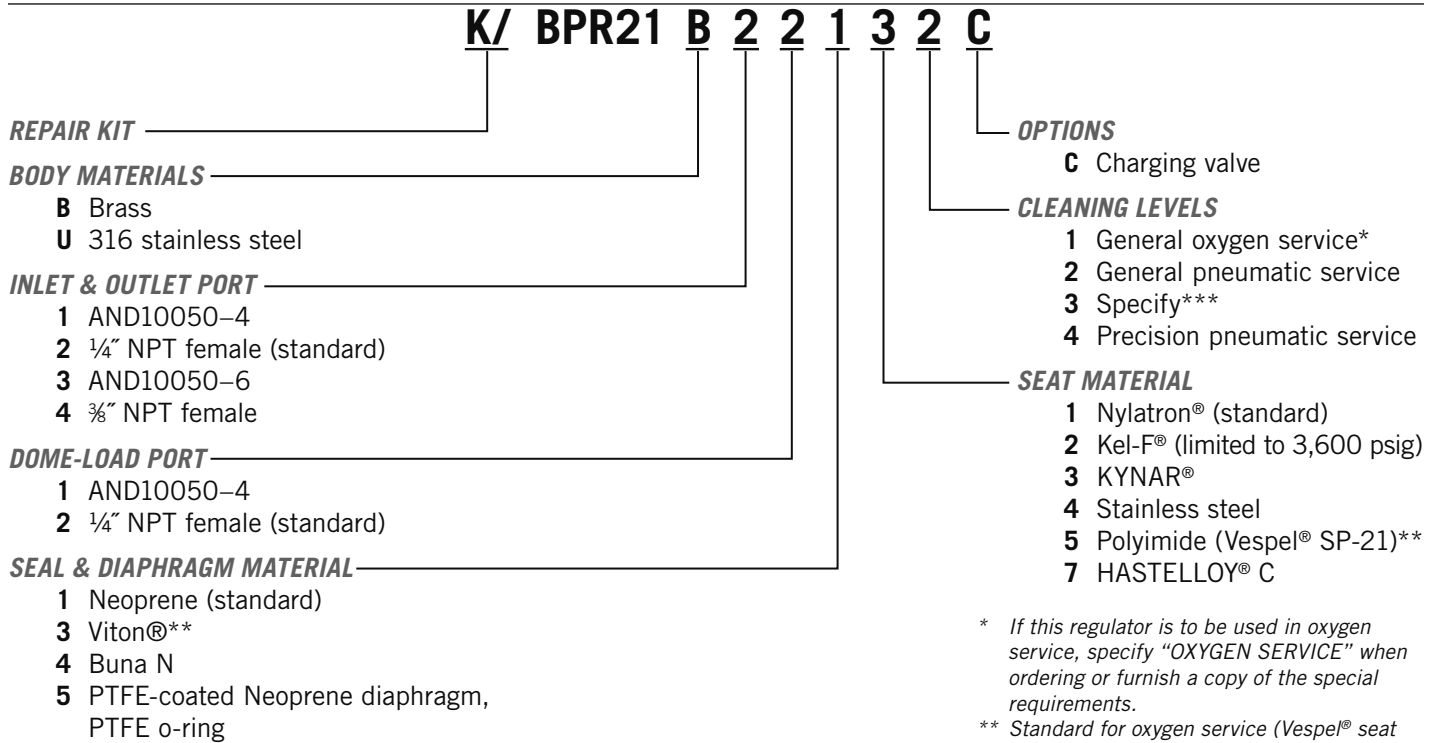 K/ BPR21 B 2 2 1 3 2 C
REPAIR KIT
BODY MATERIALS
B Brass
U 316 stainless steel
INLET & OUTLET PORT
1 AND10050–4
2 ¼˝ NPT female (standard)
3 AND10050–6
4 ⅜˝ NPT female
DOME-LOAD PORT
1 AND10050–4
2 ¼˝ NPT female (standard)
SEAL & DIAPHRAGM MATERIAL
1 Neoprene (standard)
3 Viton®**
4 Buna N
5 PTFE-coated Neoprene diaphragm,
PTFE o-ring
OPTIONS
C Charging valve
CLEANING LEVELS
1 General oxygen service*
2 General pneumatic service
3 Specify***
4 Precision pneumatic service
SEAT MATERIAL
1 Nylatron® (standard)
2 Kel-F® (limited to 3,600 psig)
3 KYNAR®
4 Stainless steel
5 Polyimide (Vespel® SP-21)**
7 HASTELLOY® C
* If this regulator is to be used in oxygen
service, specify “OXYGEN SERVICE” when
ordering or furnish a copy of the special
requirements.
** Standard for oxygen service (Vespel® seat